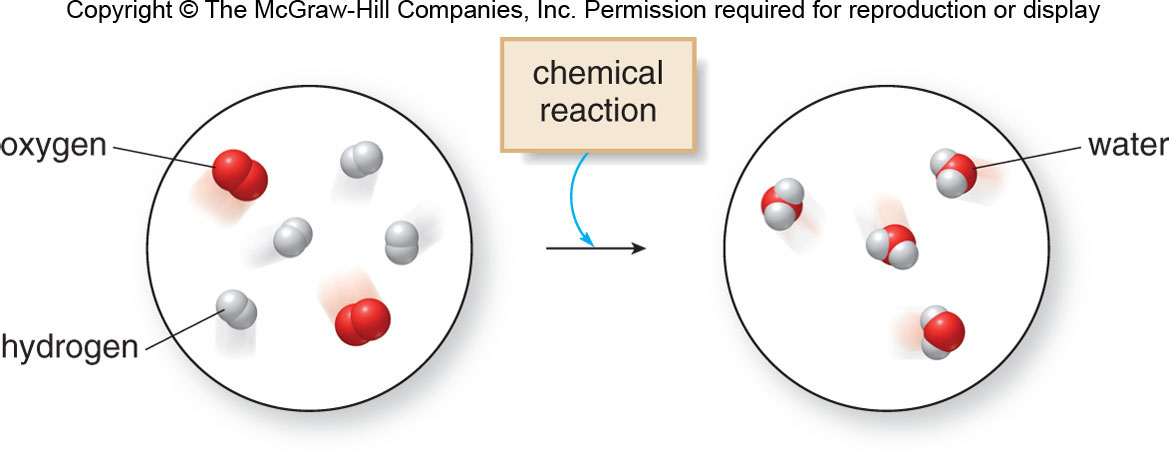 Copyright © The McGraw-Hill Companies, Inc. Permission required for reproduction or display
chemical
reaction
oxygen
water
hydrogen